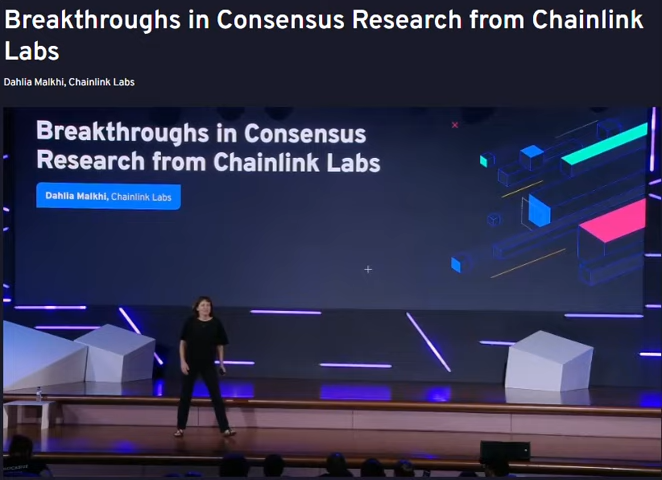 Breakthroughs in Consensus Research from Chainlink
Labs
Dahlia Malkhi, Chainlink Labs
Breakthroughs in Consensus
Research from Chainlink Labs
Dahlia Malkhi, Chainlink Labs